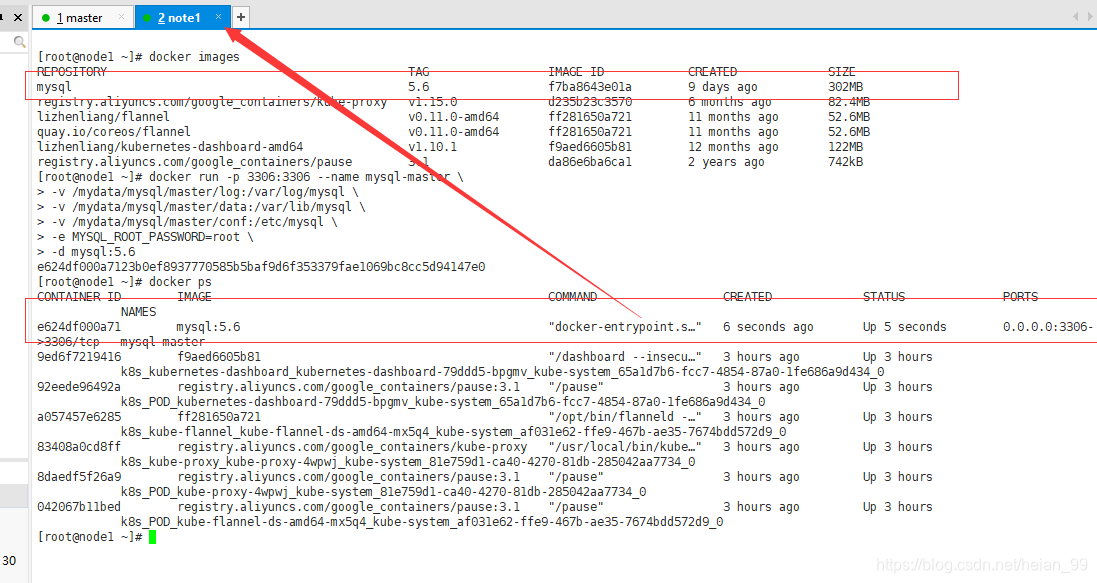 1 master × 2 note1 × +
[root@node1 ~]# docker images
REPOSITORY TAG IMAGE ID CREATED SIZE
mysql 5.6 f7ba8643e01a 9 days ago 302MB
registry.aliyuncs.com/google_containers/kube-proxy v1.15.0 d235b23c3570 6 months ago 82.4MB
lizhenliang/flannel v0.11.0-amd64 ff281650a721 11 months ago 52.6MB
quay.io/coreos/flannel v0.11.0-amd64 ff281650a721 11 months ago 52.6MB
lizhenliang/kubernetes-dashboard-amd64 v1.10.1 f9aed6605b81 12 months ago 122MB
registry.aliyuncs.com/google_containers/pause 3.1 da86e6ba6ca1 2 years ago 742kB
[root@node1 ~]# docker run -p 3306:3306 --name mysql-master \
> -v /mydata/mysql/master/log:/var/log/mysql \
> -v /mydata/mysql/master/data:/var/lib/mysql \
> -v /mydata/mysql/master/conf:/etc/mysql \
> -e MYSQL_ROOT_PASSWORD=root \
> -d mysql:5.6
e624df000a7123b0ef8937770585b5baf9d6f353379fae1069bc8cc5d94147e0
[root@node1 ~]# docker ps
CONTAINER ID IMAGE COMMAND CREATED STATUS PORTS
NAMES
e624df000a71 mysql:5.6 "docker-entrypoint.s…" 6 seconds ago Up 5 seconds 0.0.0.0:3306-
>3306/tcp mysql-master
9ed6f7219416 f9aed6605b81 "/dashboard --insecu…" 3 hours ago Up 3 hours
k8s_kubernetes-dashboard_kubernetes-dashboard-79ddd5-bpgmv_kube-system_65a1d7b6-fcc7-4854-87a0-1fe686a9d434_0
92eede96492a registry.aliyuncs.com/google_containers/pause:3.1 "/pause" 3 hours ago Up 3 hours
k8s_POD_kubernetes-dashboard-79ddd5-bpgmv_kube-system_65a1d7b6-fcc7-4854-87a0-1fe686a9d434_0
a057457e6285 ff281650a721 "/opt/bin/flanneld -…" 3 hours ago Up 3 hours
k8s_kube-flannel_kube-flannel-ds-amd64-mx5q4_kube-system_af031e62-ffe9-467b-ae35-7674bdd572d9_0
83408a0cd8ff registry.aliyuncs.com/google_containers/kube-proxy "/usr/local/bin/kube…" 3 hours ago Up 3 hours
k8s_kube-proxy_kube-proxy-4wpwj_kube-system_81e759d1-ca40-4270-81db-285042aa7734_0
8daedf5f26a9 registry.aliyuncs.com/google_containers/pause:3.1 "/pause" 3 hours ago Up 3 hours
k8s_POD_kube-proxy-4wpwj_kube-system_81e759d1-ca40-4270-81db-285042aa7734_0
042067b11bed registry.aliyuncs.com/google_containers/pause:3.1 "/pause" 3 hours ago Up 3 hours
k8s_POD_kube-flannel-ds-amd64-mx5q4_kube-system_af031e62-ffe9-467b-ae35-7674bdd572d9_0
[root@node1 ~]#
30
https://blog.csdn.net/heian_99